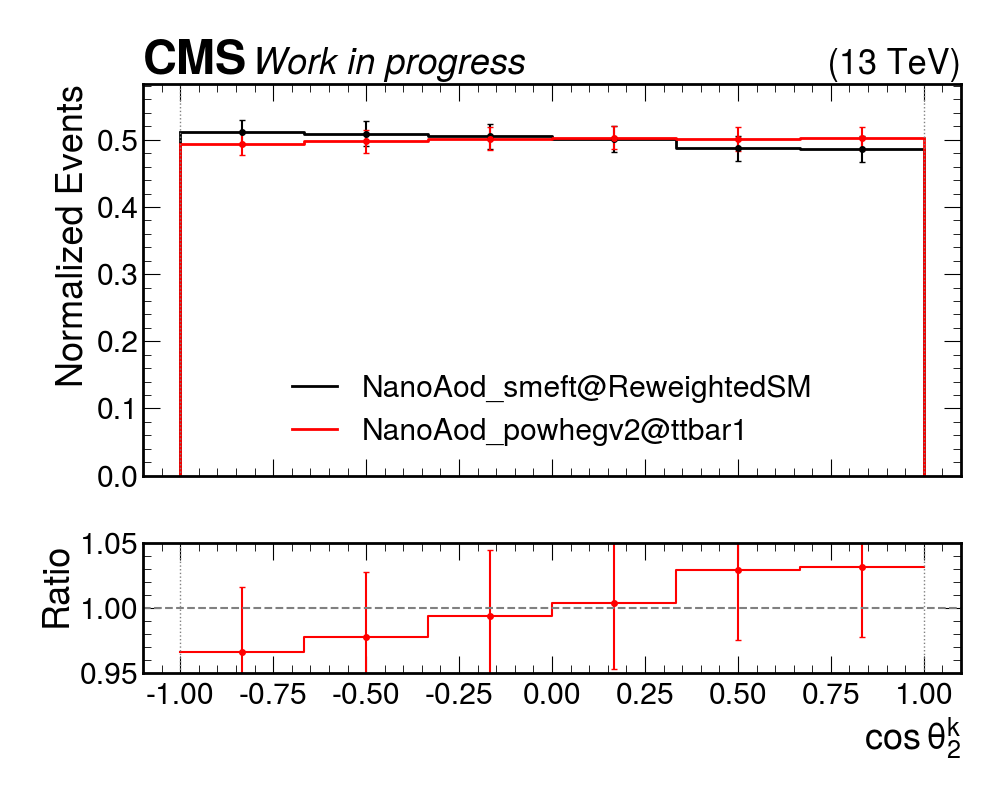 CMS Work in progress (13 TeV)
Normalized Events
0.5
0.4
0.3
0.2
0.1
0.0
NanoAod_smeft@ReweightedSM
NanoAod_powhegv2@ttbar1
Ratio
1.05
1.00
0.95
-1.00 -0.75 -0.50 -0.25 0.00 0.25 0.50 0.75 1.00
cos θ₂ᵏ